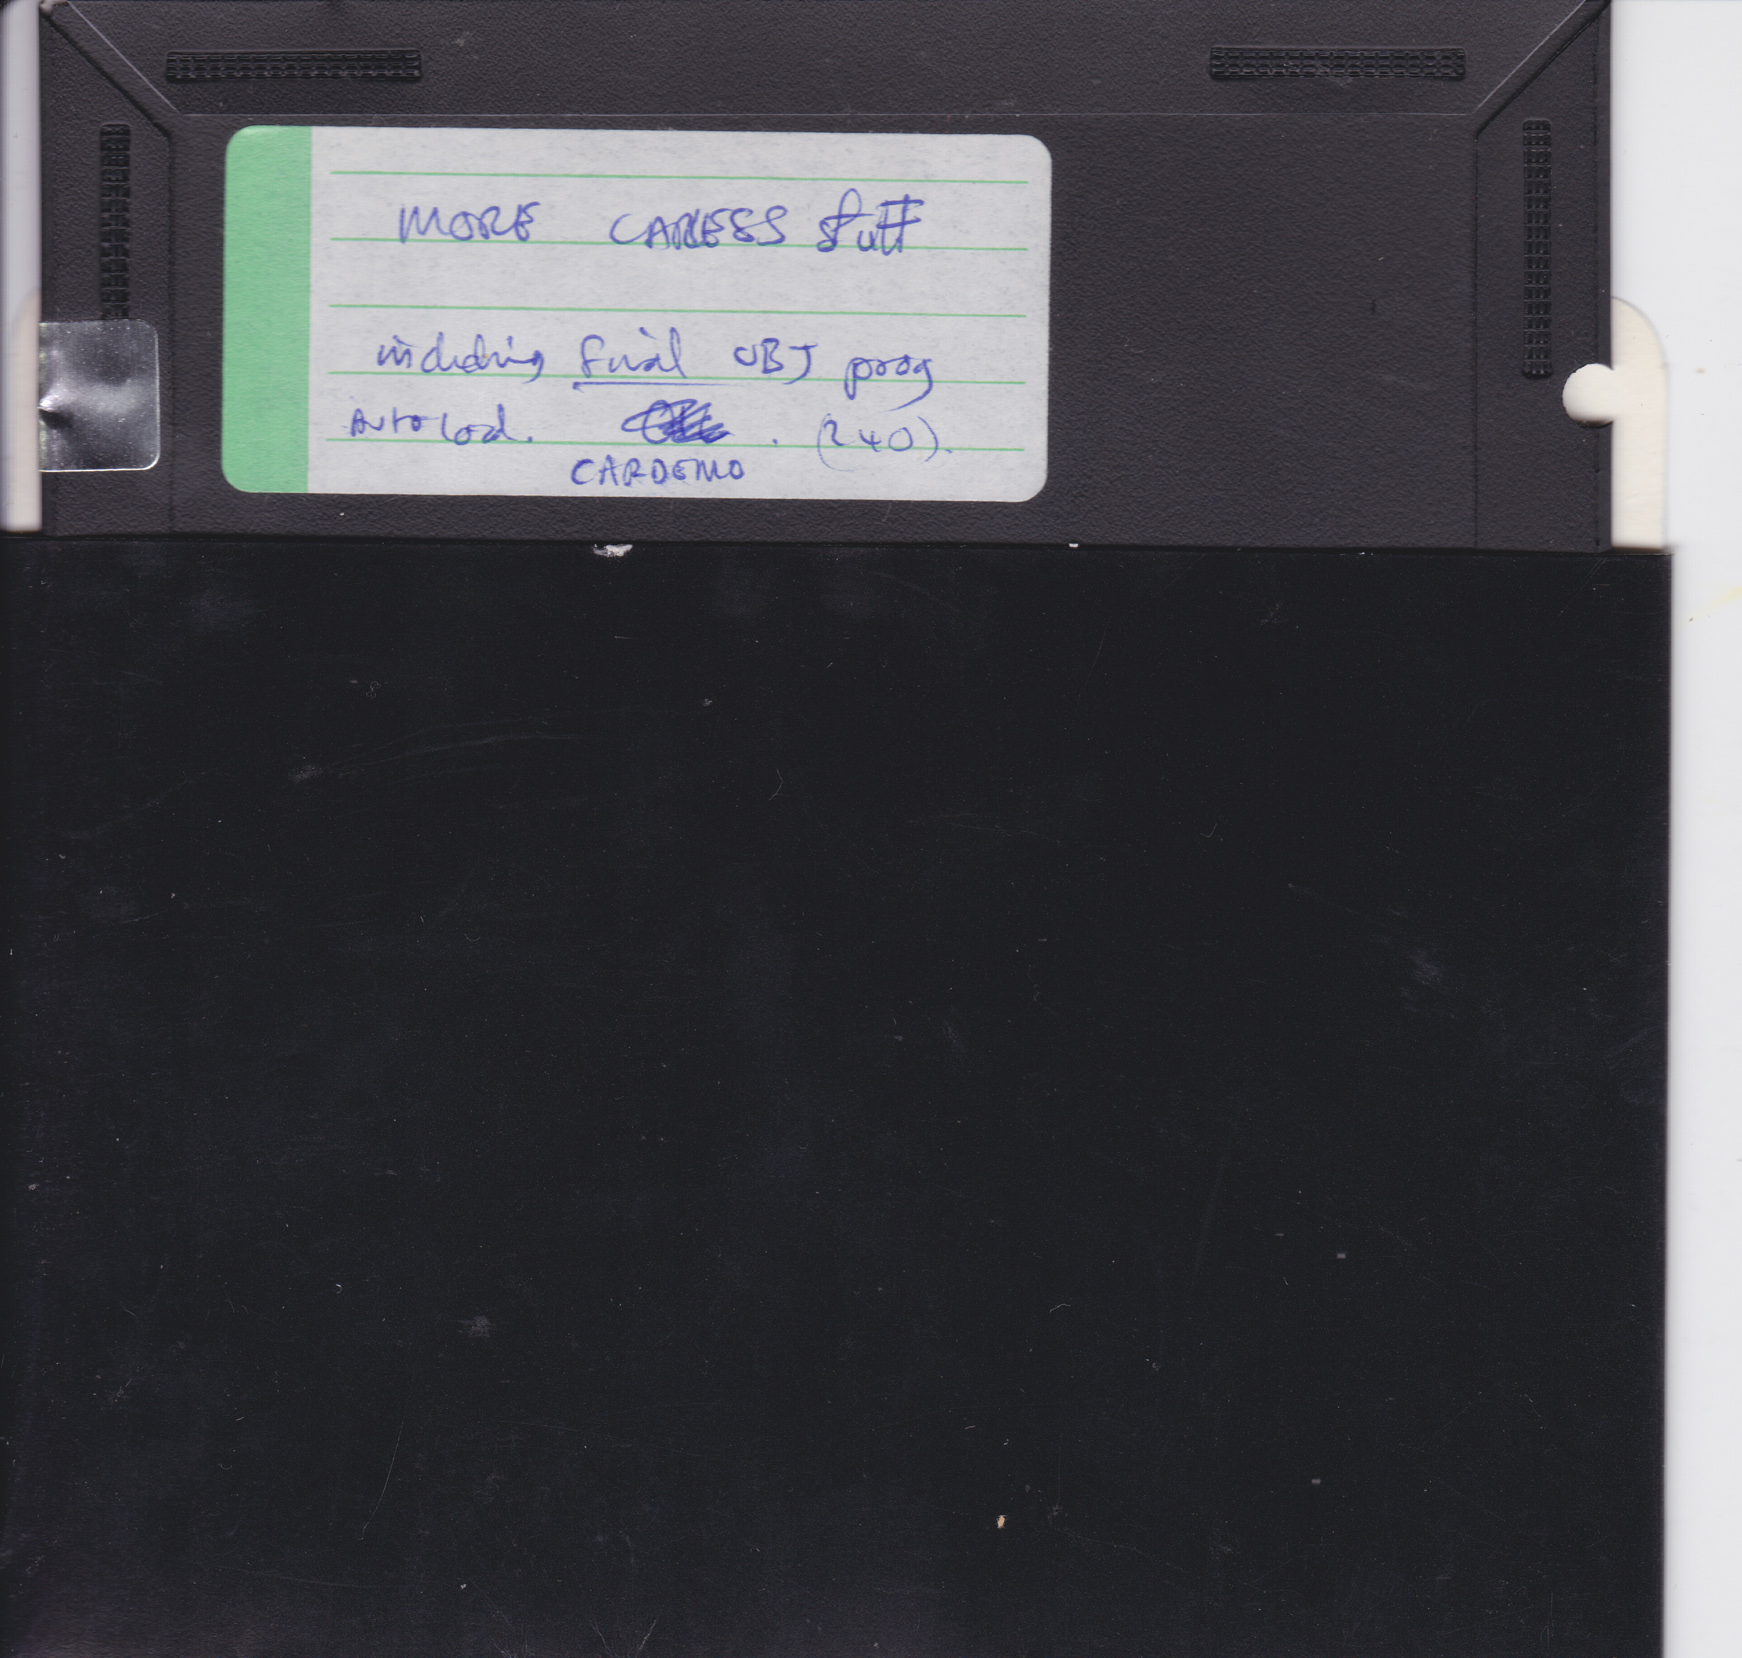 MORE CARESS stuff
including final OBJ prog
Autoload. . (240).
CARDEMO